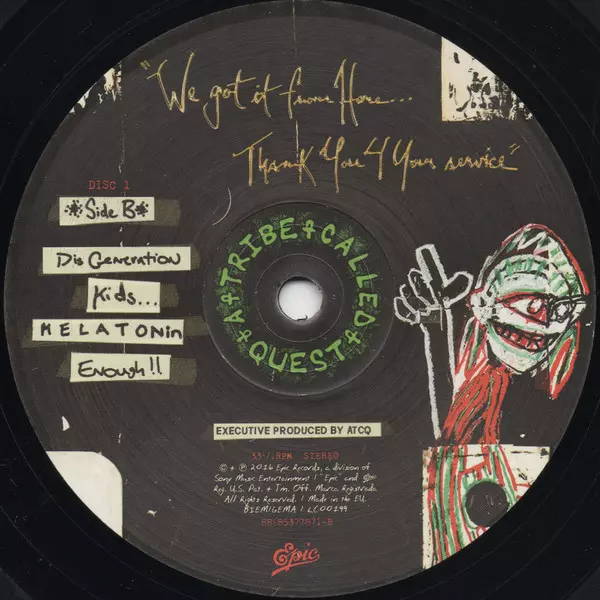 "We got it from Here...
Thank You 4 Your service"
DISC 1
*Side B*
Dis Generation
Kids...
MELATONin
Enough!!
A+TRIBE+CALLED+QUEST+
EXECUTIVE PRODUCED BY ATCQ
33 ⅓ RPM STEREO
© + ℗ 2016 Epic Records, a division of
Sony Music Entertainment / "Epic" and
Reg. U.S. Pat. + Tm. Off. Marca Registrada.
All Rights Reserved. / Made in the EU.
BIEM/GEMA / LC00199
88985377871-B
Epic